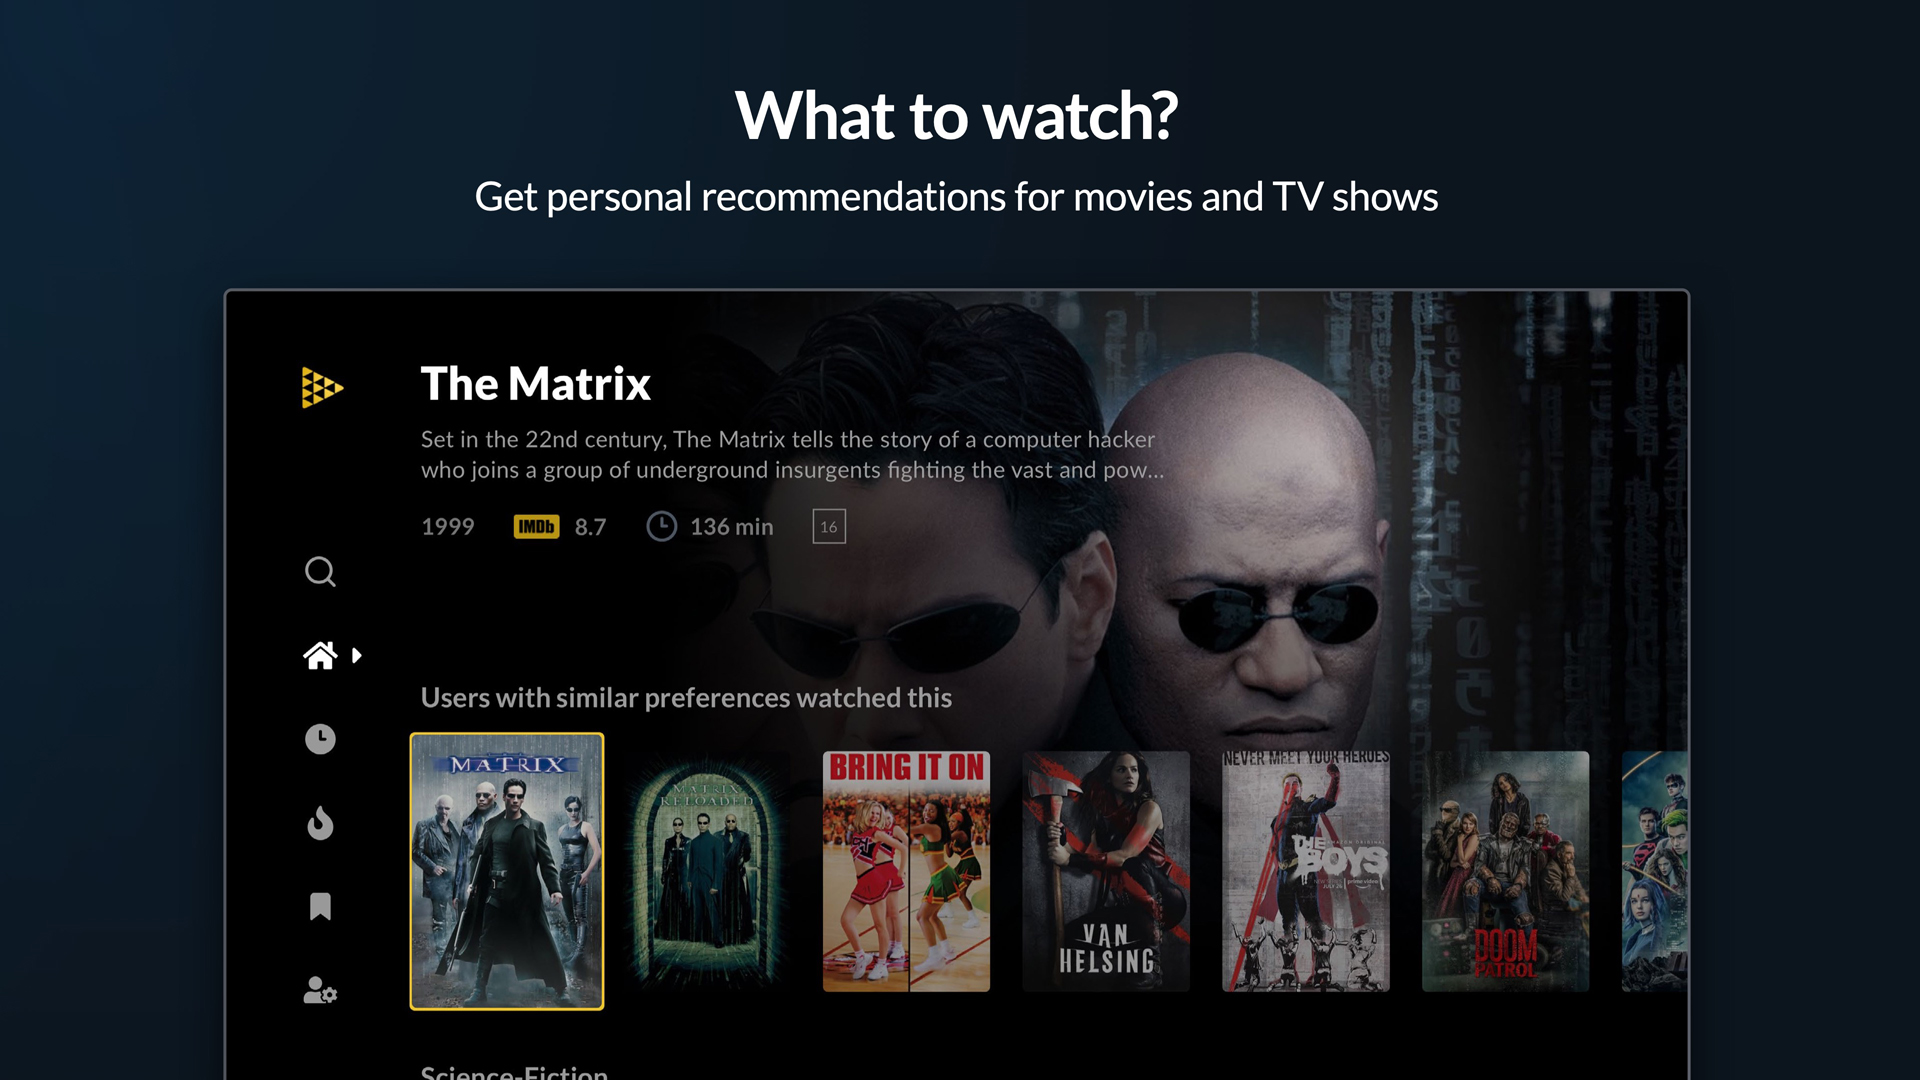 What to watch?
Get personal recommendations for movies and TV shows
The Matrix
Set in the 22nd century, The Matrix tells the story of a computer hacker
who joins a group of underground insurgents fighting the vast and pow...
1999 IMDb 8.7 136 min 16
Users with similar preferences watched this
MATRIX
MATRIX
RELOADED
BRING IT ON
VAN
HELSING
NEVER MEET YOUR HEROES
THE
BOYS
prime video
DOOM
PATROL
Science-Fiction